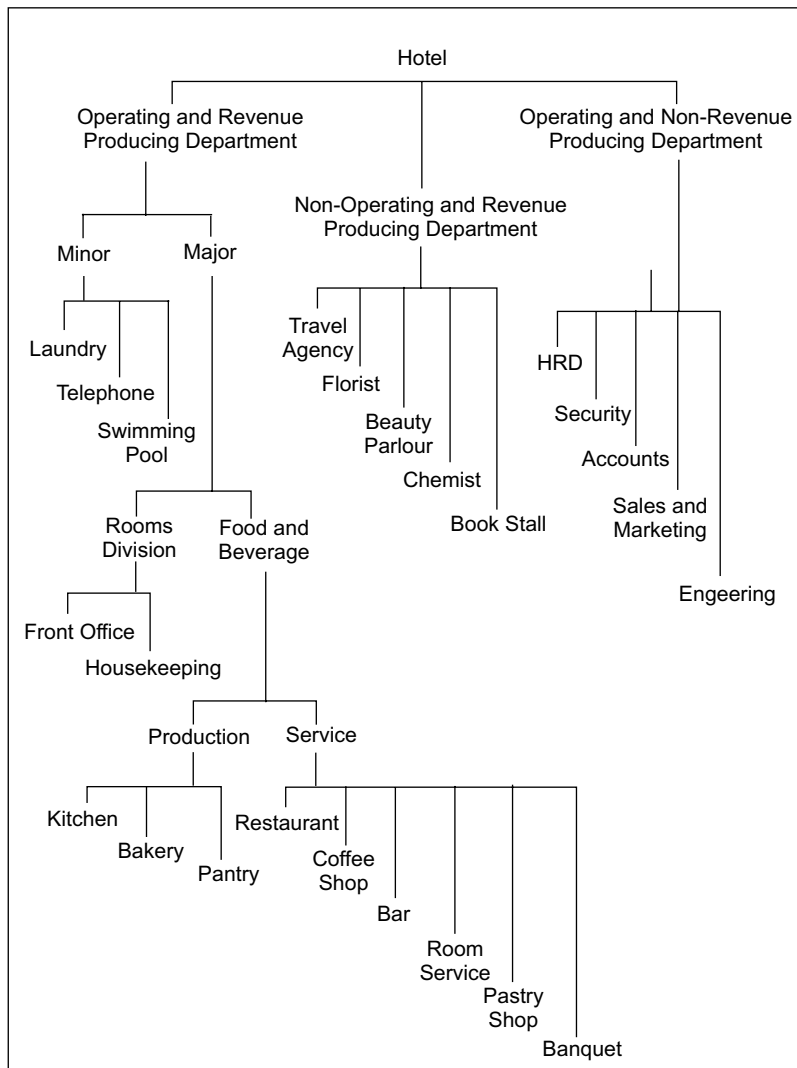 Hotel
Operating and Revenue
Producing Department
Operating and Non-Revenue
Producing Department
Non-Operating and Revenue
Producing Department
Minor
Major
Laundry
Telephone
Swimming
Pool
Travel
Agency
Florist
Beauty
Parlour
Chemist
Book Stall
HRD
Security
Accounts
Sales and
Marketing
Engeering
Rooms
Division
Food and
Beverage
Front Office
Housekeeping
Production
Service
Kitchen
Bakery
Pantry
Restaurant
Coffee
Shop
Bar
Room
Service
Pastry
Shop
Banquet